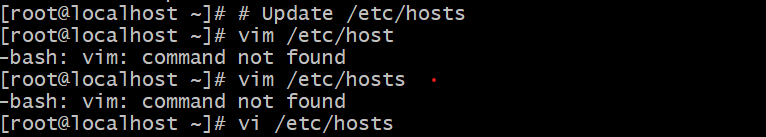 [root@localhost ~]# # Update /etc/hosts
[root@localhost ~]# vim /etc/host
-bash: vim: command not found
[root@localhost ~]# vim /etc/hosts
-bash: vim: command not found
[root@localhost ~]# vi /etc/hosts